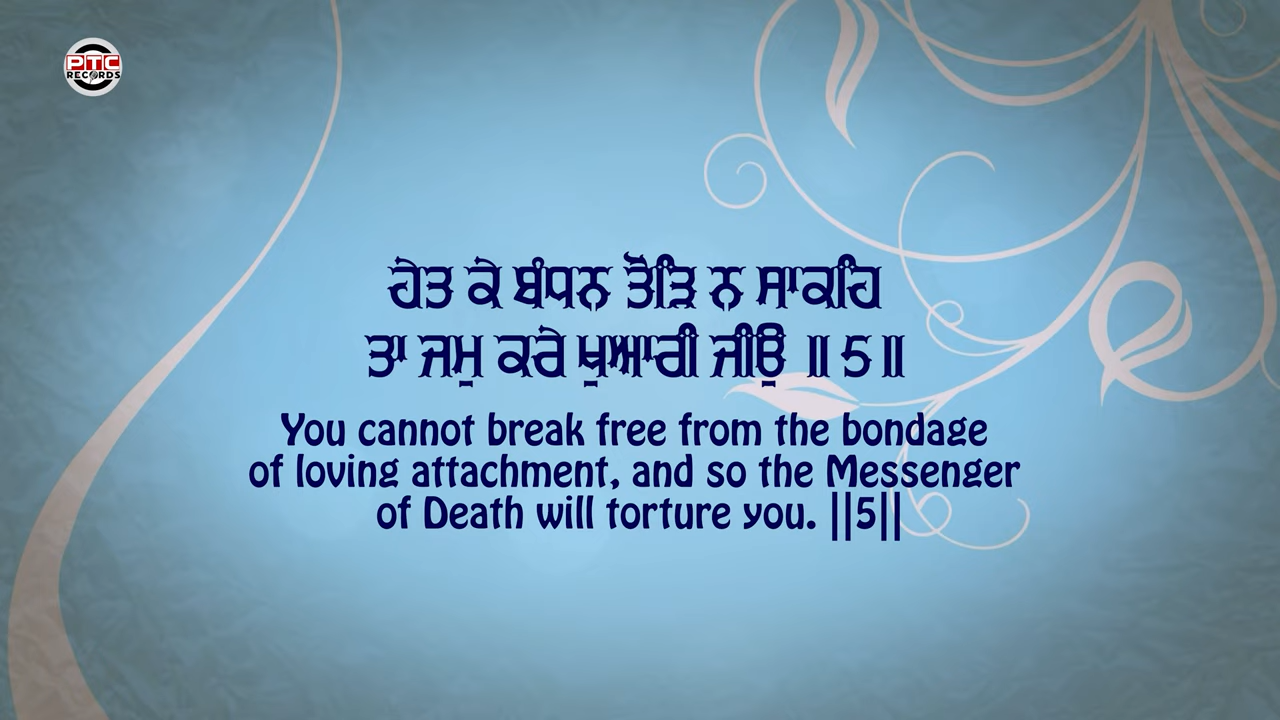 PTC
RECORDS
ਹੇਤ ਕੇ ਬੰਧਨ ਤੋੜਿ ਨ ਸਾਕਹਿ
ਤਾ ਜਮੁ ਕਰੇ ਖੁਆਰੀ ਜੀਉ ॥ 5 ॥
You cannot break free from the bondage
of loving attachment, and so the Messenger
of Death will torture you. ||5||